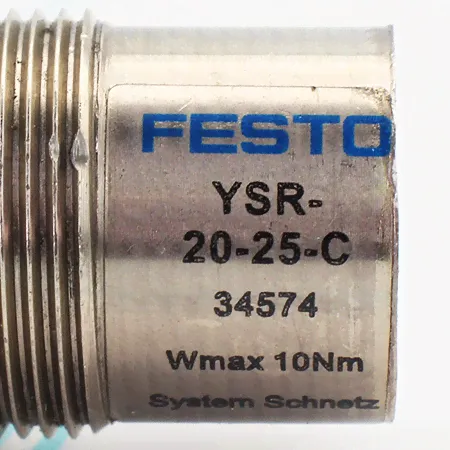 FESTO
YSR-
20-25-C
34574
Wmax 10Nm
System Schnetz